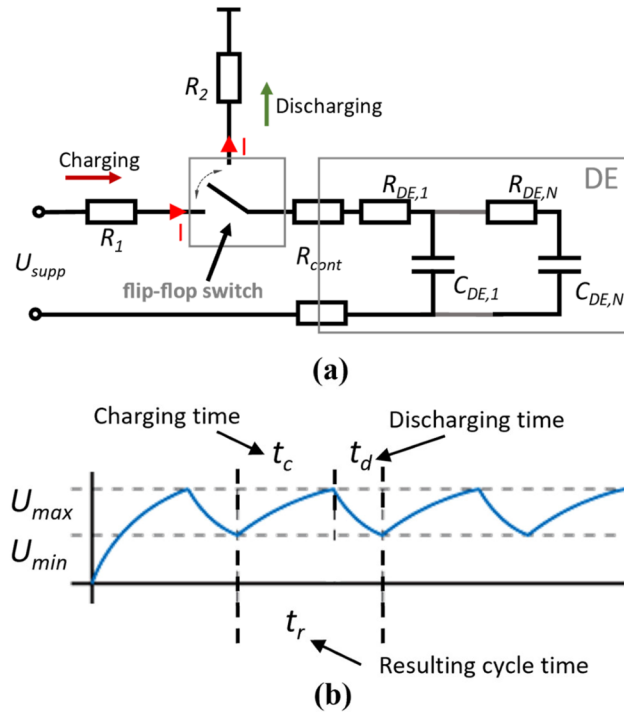 R2
Discharging
I
Charging
R1
I
Usupp
flip-flop switch
Rcont
RDE,1
RDE,N
DE
CDE,1
CDE,N
(a)
Charging time
Discharging time
tc
td
Umax
Umin
tr
Resulting cycle time
(b)